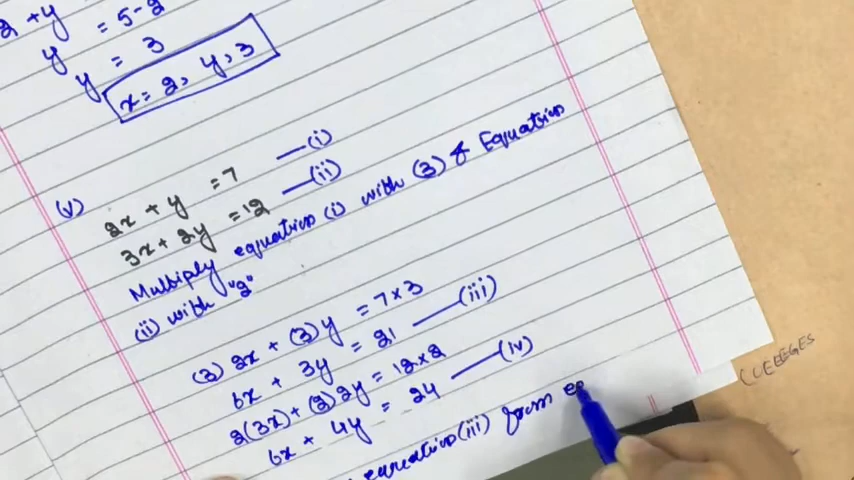 2 + y = 5-2
y = 3
y
x = 2, y, 3
(v) 2x + y = 7 —(i)
3x + 2y = 12 —(ii)
Multiply equation (i) with (3) & Equation
(ii) with "2"
(3) 2x + (3) y = 7 x 3
6x + 3y = 21 —(iii)
2(3x) + (2) 2y = 12 x 2
6x + 4y = 24 —(iv)
equation (iii) from eq